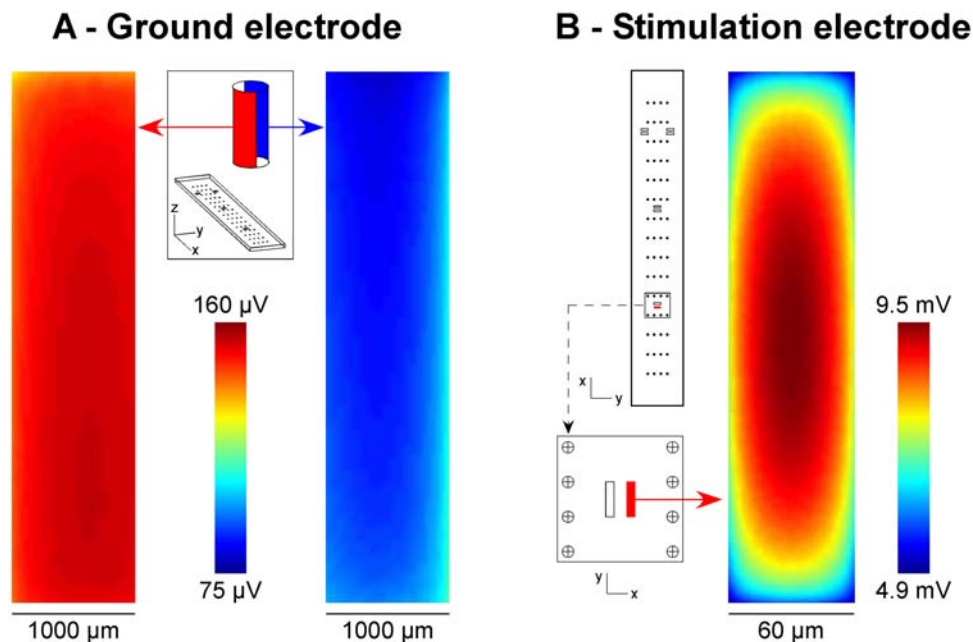 A - Ground electrode
B - Stimulation electrode
z
y
x
160 µV
75 µV
1000 µm
1000 µm
x
y
y
x
9.5 mV
4.9 mV
60 µm